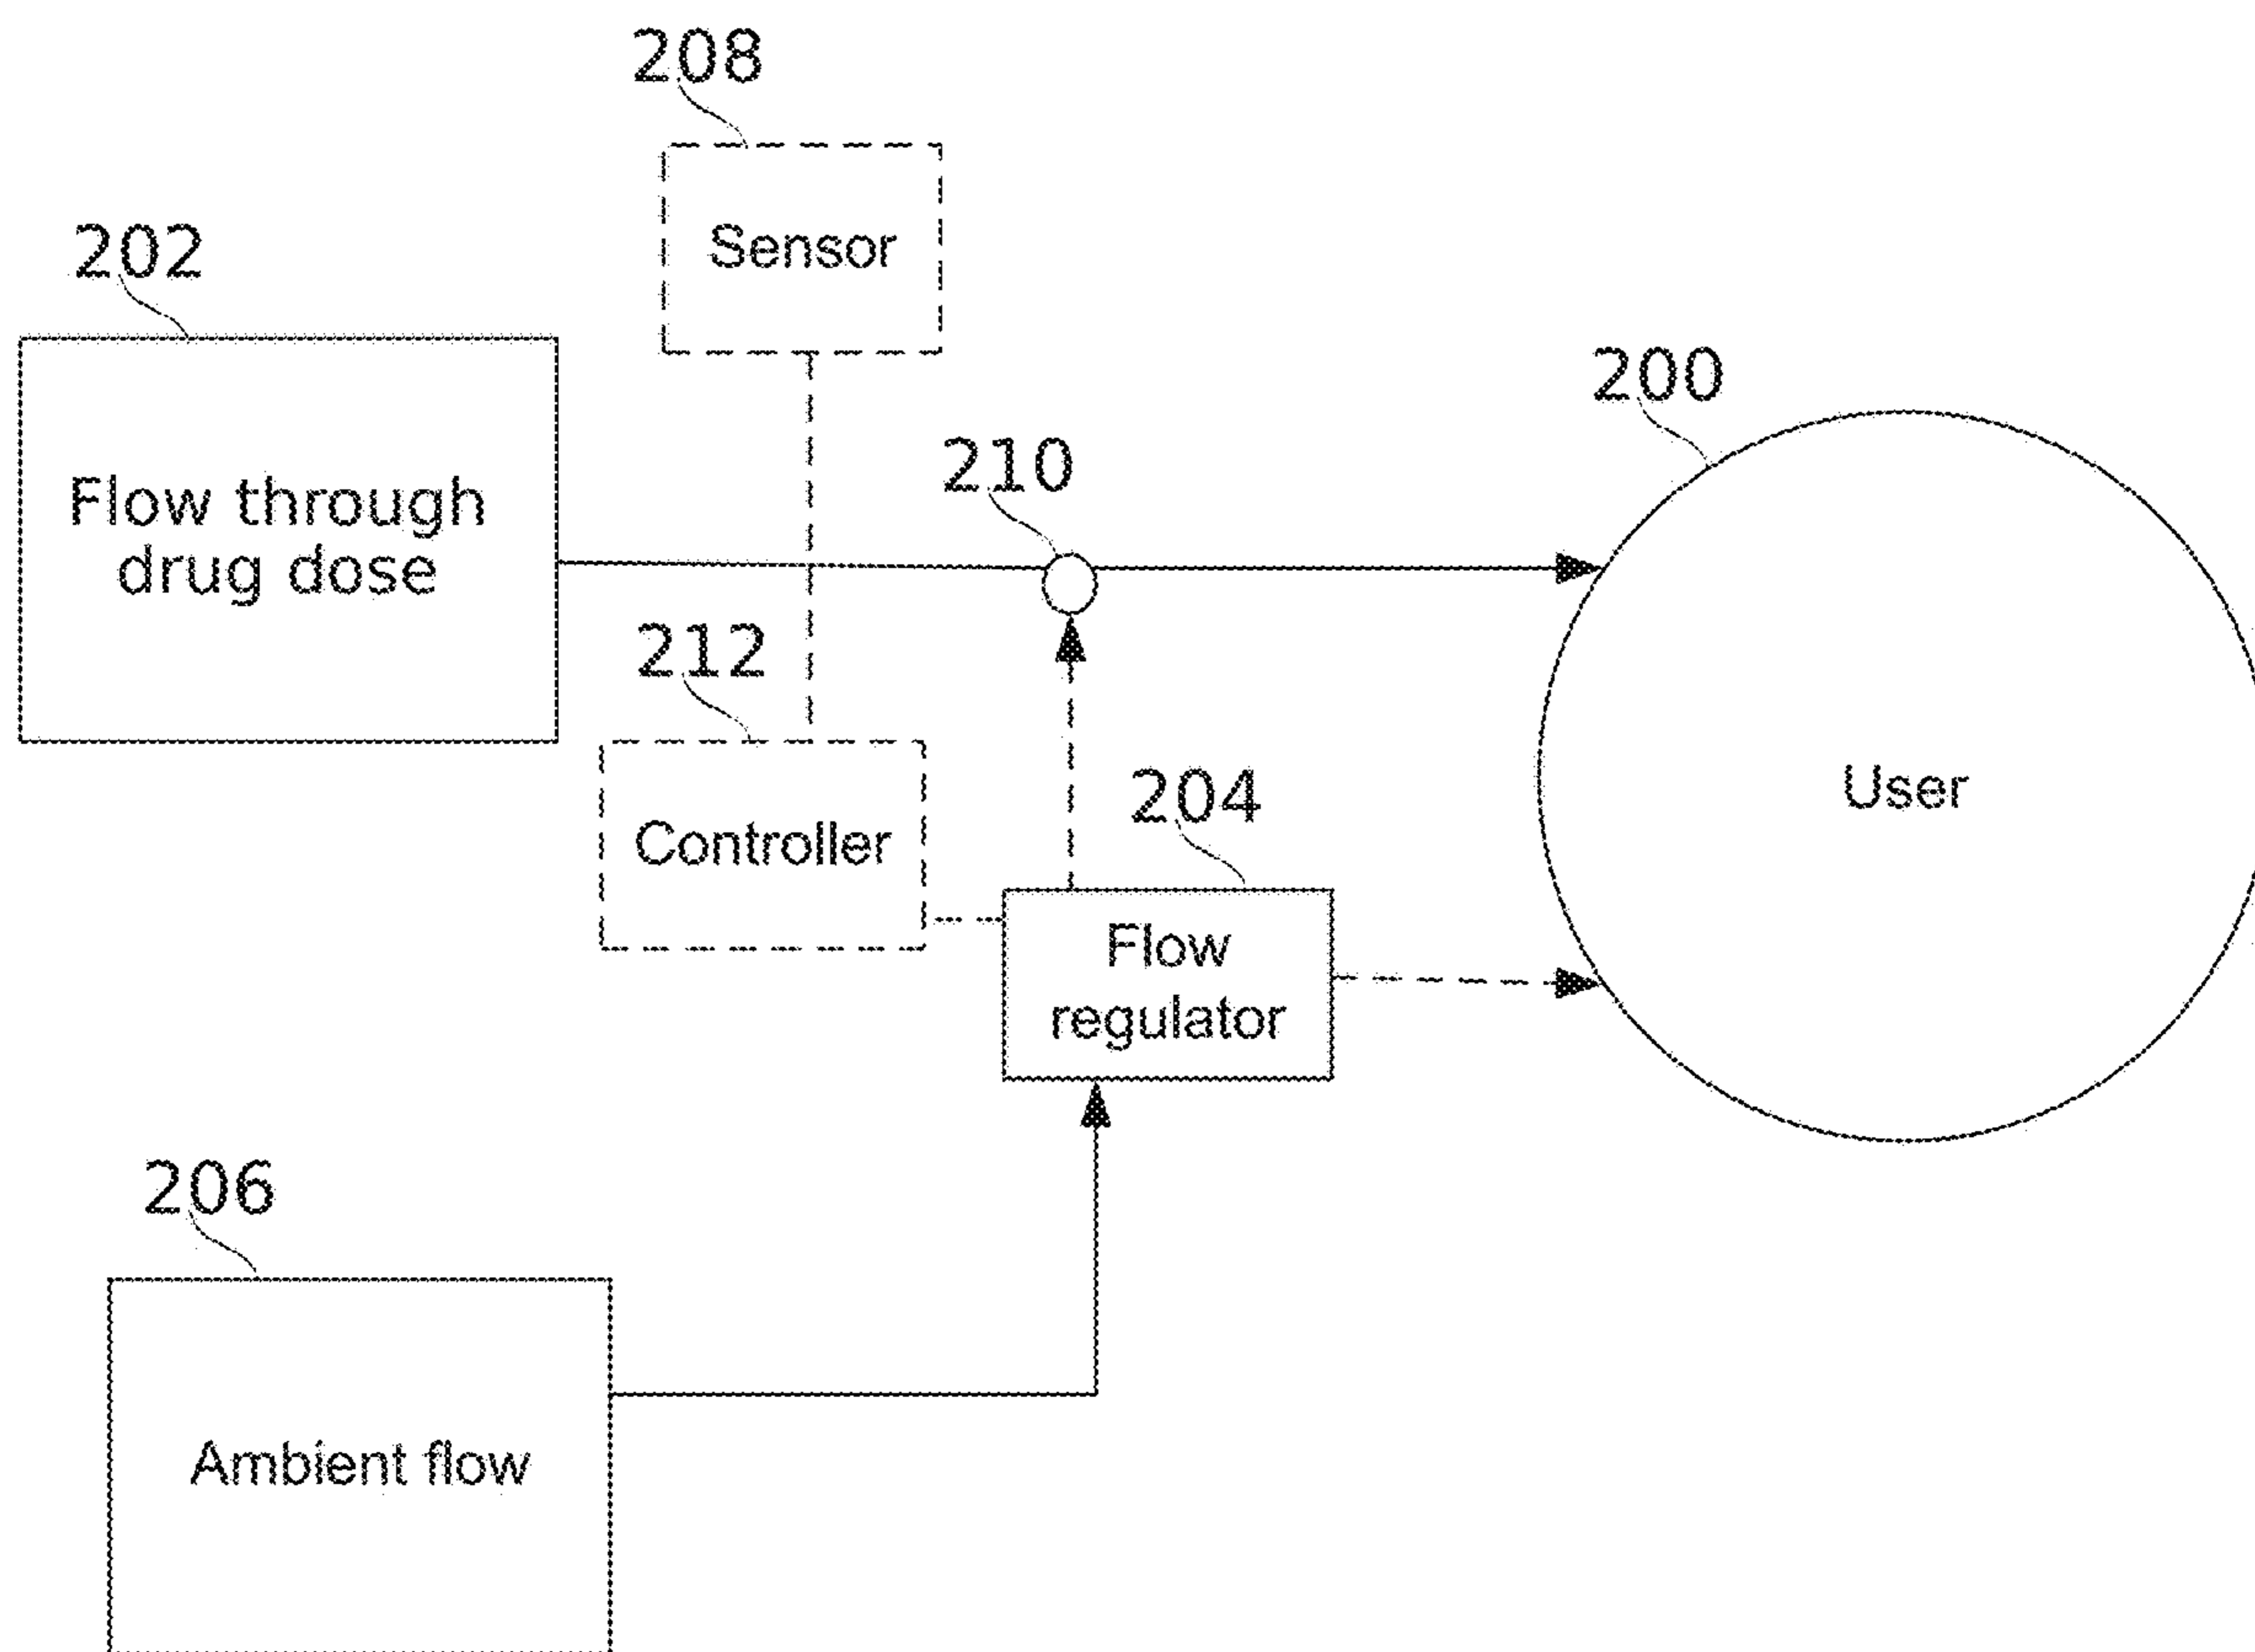 208
Sensor
202
Flow through
drug dose
200
210
212
User
204
Controller
Flow
regulator
206
Ambient flow